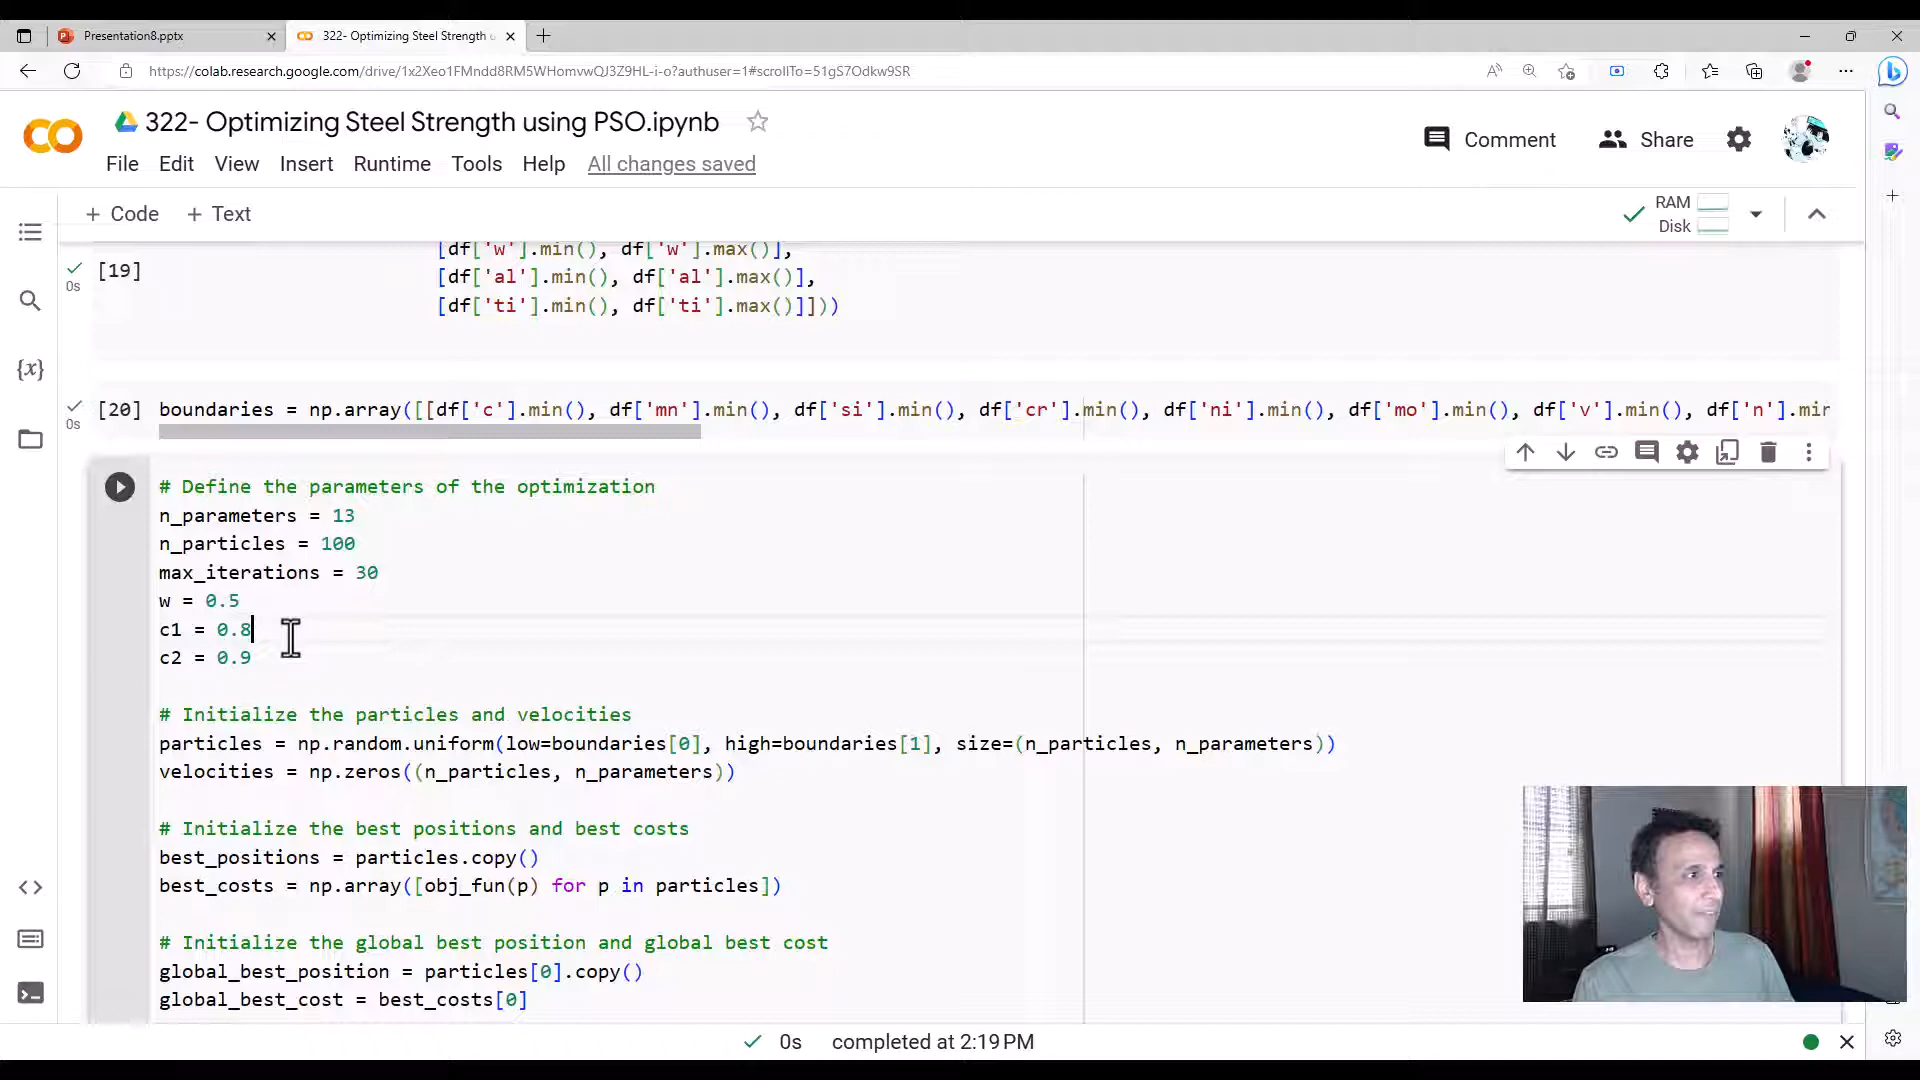 Presentation8.pptx
322- Optimizing Steel Strength
https://colab.research.google.com/drive/1x2Xeo1FMndd8RM5WHomvwQJ3Z9HL-i-o?authuser=1#scrollTo=51gS7Odkw9SR
322- Optimizing Steel Strength using PSO.ipynb
Comment Share
File Edit View Insert Runtime Tools Help All changes saved
+ Code + Text
RAM
Disk
[df['w'].min(), df['w'].max()],
[19]
0s
[df['al'].min(), df['al'].max()],
[df['ti'].min(), df['ti'].max()]]))
[20] boundaries = np.array([[df['c'].min(), df['mn'].min(), df['si'].min(), df['cr'].min(), df['ni'].min(), df['mo'].min(), df['v'].min(), df['n'].min
0s
# Define the parameters of the optimization
n_parameters = 13
n_particles = 100
max_iterations = 30
w = 0.5
c1 = 0.8
c2 = 0.9
# Initialize the particles and velocities
particles = np.random.uniform(low=boundaries[0], high=boundaries[1], size=(n_particles, n_parameters))
velocities = np.zeros((n_particles, n_parameters))
# Initialize the best positions and best costs
best_positions = particles.copy()
best_costs = np.array([obj_fun(p) for p in particles])
# Initialize the global best position and global best cost
global_best_position = particles[0].copy()
global_best_cost = best_costs[0]
0s completed at 2:19 PM